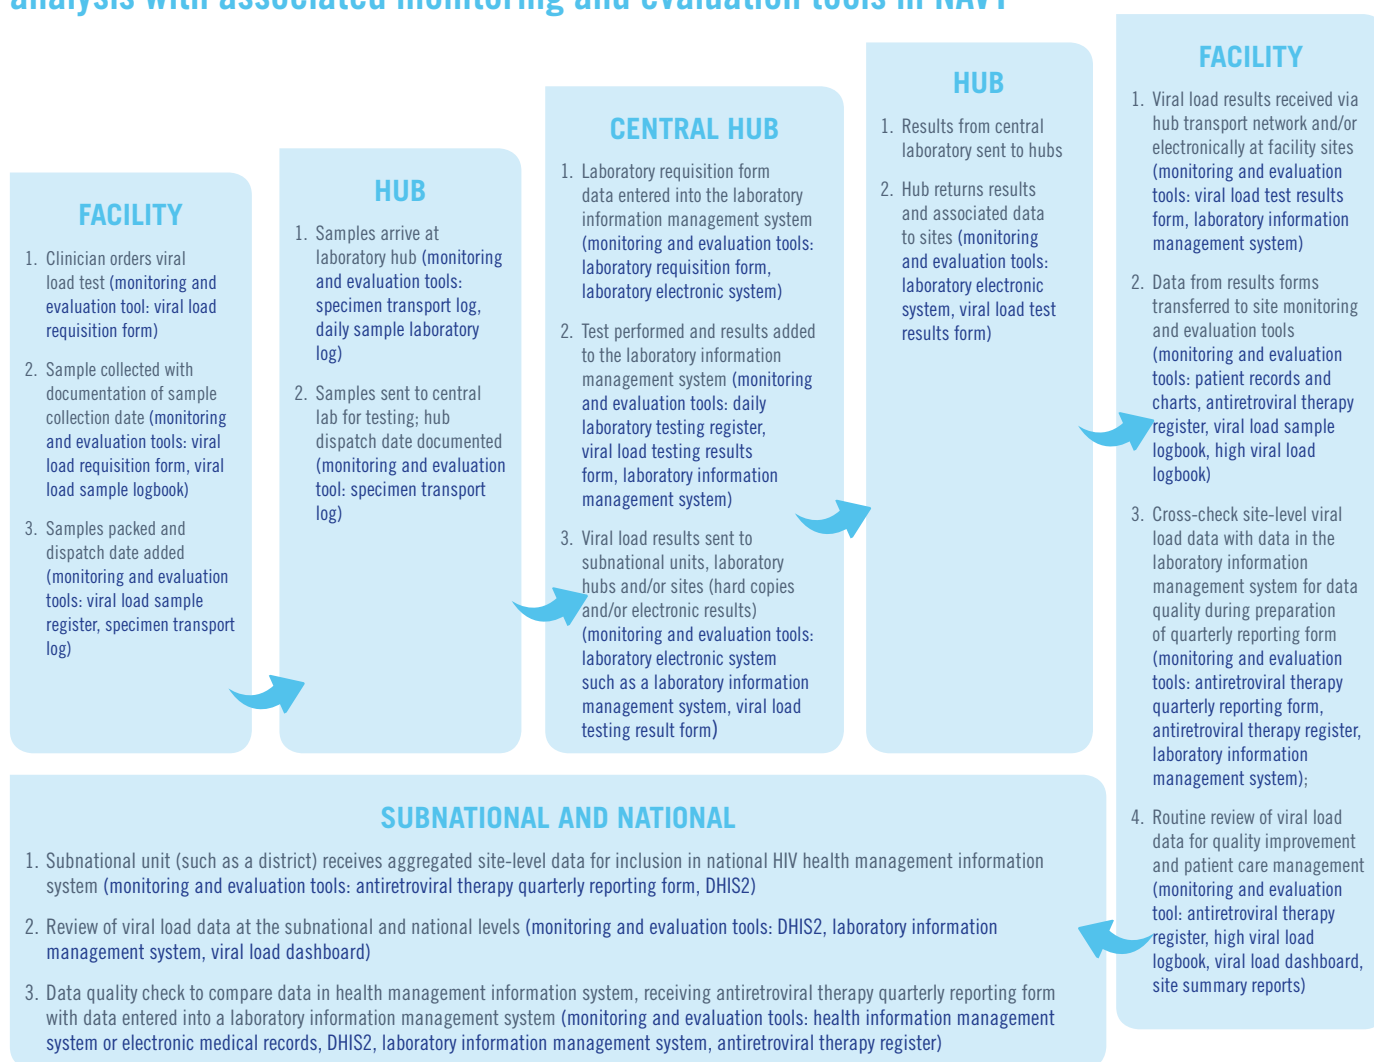 analysis with associated monitoring and evaluation tools in NAVT
FACILITY
1. Clinician orders viral
load test (monitoring and
evaluation tool: viral load
requisition form)
2. Sample collected with
documentation of sample
collection date (monitoring
and evaluation tools: viral
load requisition form, viral
load sample logbook)
3. Samples packed and
dispatch date added
(monitoring and evaluation
tools: viral load sample
register, specimen transport
log)
HUB
1. Samples arrive at
laboratory hub (monitoring
and evaluation tools:
specimen transport log,
daily sample laboratory
log)
2. Samples sent to central
lab for testing; hub
dispatch date documented
(monitoring and evaluation
tool: specimen transport
log)
CENTRAL HUB
1. Laboratory requisition form
data entered into the laboratory
information management system
(monitoring and evaluation tools:
laboratory requisition form,
laboratory electronic system)
2. Test performed and results added
to the laboratory information
management system (monitoring
and evaluation tools: daily
laboratory testing register,
viral load testing results
form, laboratory information
management system)
3. Viral load results sent to
subnational units, laboratory
hubs and/or sites (hard copies
and/or electronic results)
(monitoring and evaluation tools:
laboratory electronic system
such as a laboratory information
management system, viral load
testing result form)
HUB
1. Results from central
laboratory sent to hubs
2. Hub returns results
and associated data
to sites (monitoring
and evaluation tools:
laboratory electronic
system, viral load test
results form)
FACILITY
1. Viral load results received via
hub transport network and/or
electronically at facility sites
(monitoring and evaluation
tools: viral load test results
form, laboratory information
management system)
2. Data from results forms
transferred to site monitoring
and evaluation tools
(monitoring and evaluation
tools: patient records and
charts, antiretroviral therapy
register, viral load sample
logbook, high viral load
logbook)
3. Cross-check site-level viral
load data with data in the
laboratory information
management system for data
quality during preparation
of quarterly reporting form
(monitoring and evaluation
tools: antiretroviral therapy
quarterly reporting form,
antiretroviral therapy register,
laboratory information
management system);
4. Routine review of viral load
data for quality improvement
and patient care management
(monitoring and evaluation
tool: antiretroviral therapy
register, high viral load
logbook, viral load dashboard,
site summary reports)
SUBNATIONAL AND NATIONAL
1. Subnational unit (such as a district) receives aggregated site-level data for inclusion in national HIV health management information
system (monitoring and evaluation tools: antiretroviral therapy quarterly reporting form, DHIS2)
2. Review of viral load data at the subnational and national levels (monitoring and evaluation tools: DHIS2, laboratory information
management system, viral load dashboard)
3. Data quality check to compare data in health management information system, receiving antiretroviral therapy quarterly reporting form
with data entered into a laboratory information management system (monitoring and evaluation tools: health information management
system or electronic medical records, DHIS2, laboratory information management system, antiretroviral therapy register)